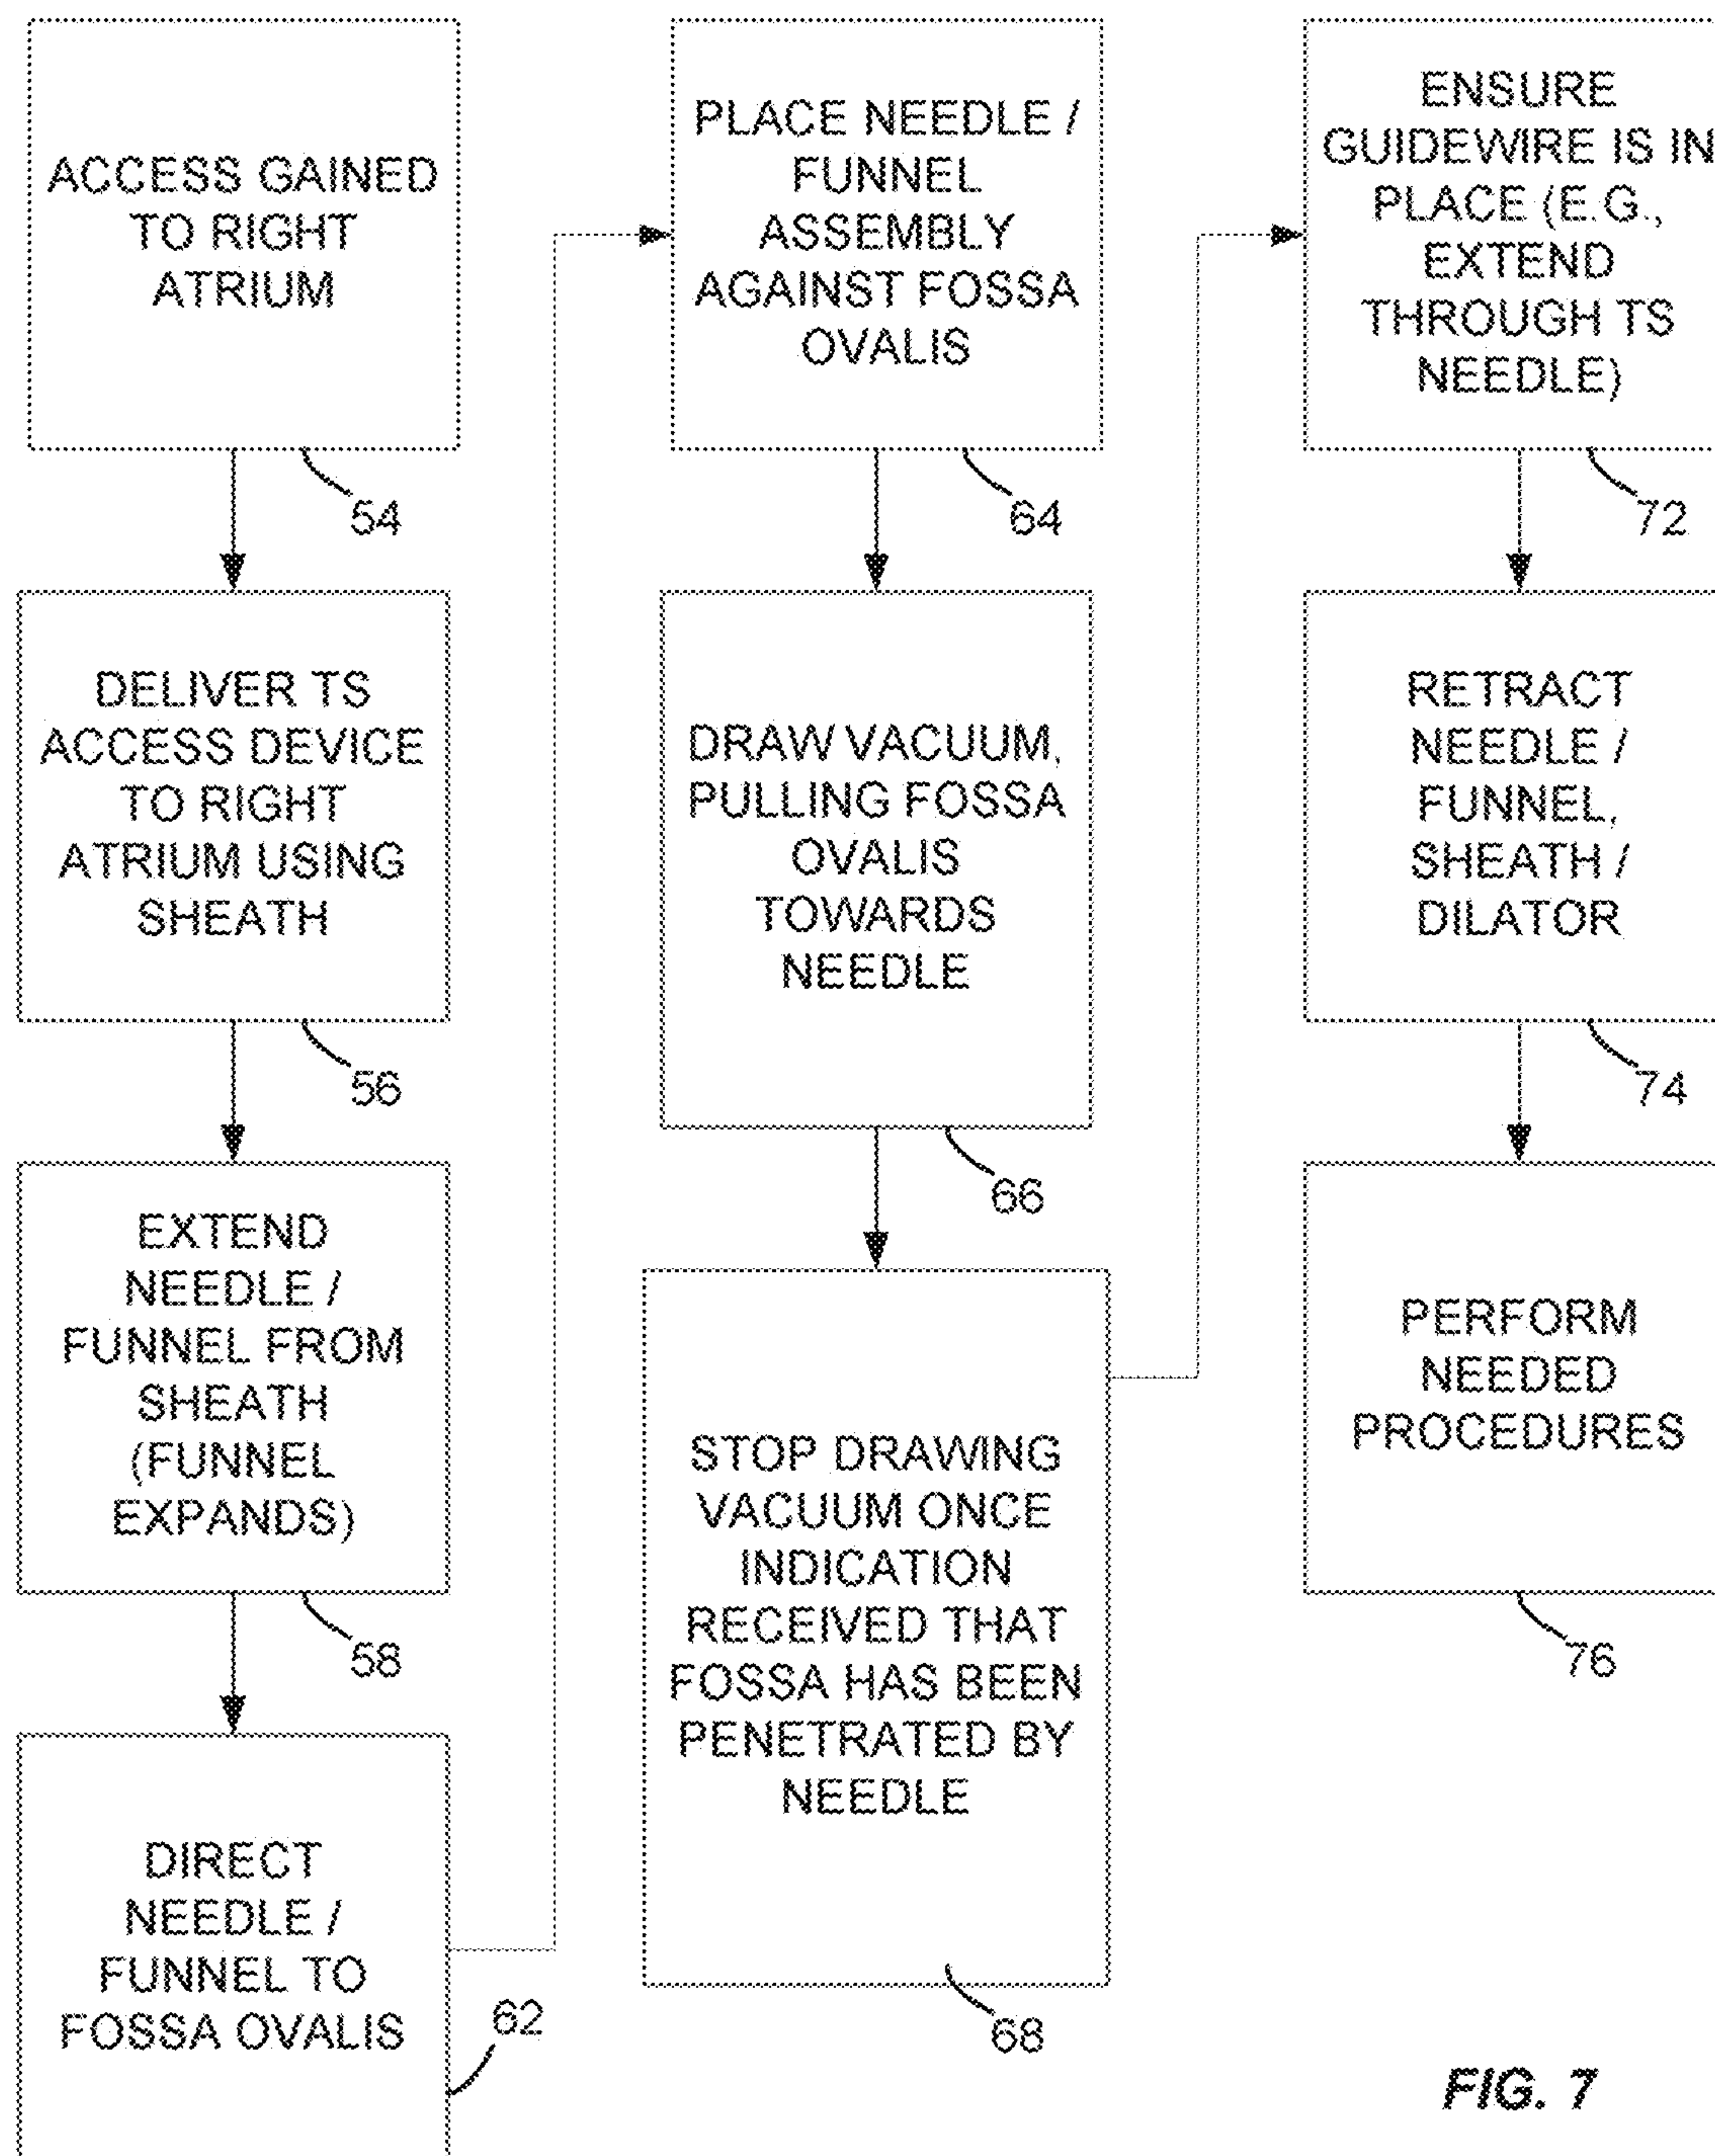 ACCESS GAINED
TO RIGHT
ATRIUM
54
DELIVER TS
ACCESS DEVICE
TO RIGHT
ATRIUM USING
SHEATH
56
EXTEND
NEEDLE /
FUNNEL FROM
SHEATH
(FUNNEL
EXPANDS)
58
DIRECT
NEEDLE /
FUNNEL TO
FOSSA OVALIS
62
PLACE NEEDLE /
FUNNEL
ASSEMBLY
AGAINST FOSSA
OVALIS
64
DRAW VACUUM,
PULLING FOSSA
OVALIS
TOWARDS
NEEDLE
66
STOP DRAWING
VACUUM ONCE
INDICATION
RECEIVED THAT
FOSSA HAS BEEN
PENETRATED BY
NEEDLE
68
ENSURE
GUIDEWIRE IS IN
PLACE (E.G.,
EXTEND
THROUGH TS
NEEDLE)
72
RETRACT
NEEDLE /
FUNNEL,
SHEATH /
DILATOR
74
PERFORM
NEEDED
PROCEDURES
76
FIG. 7